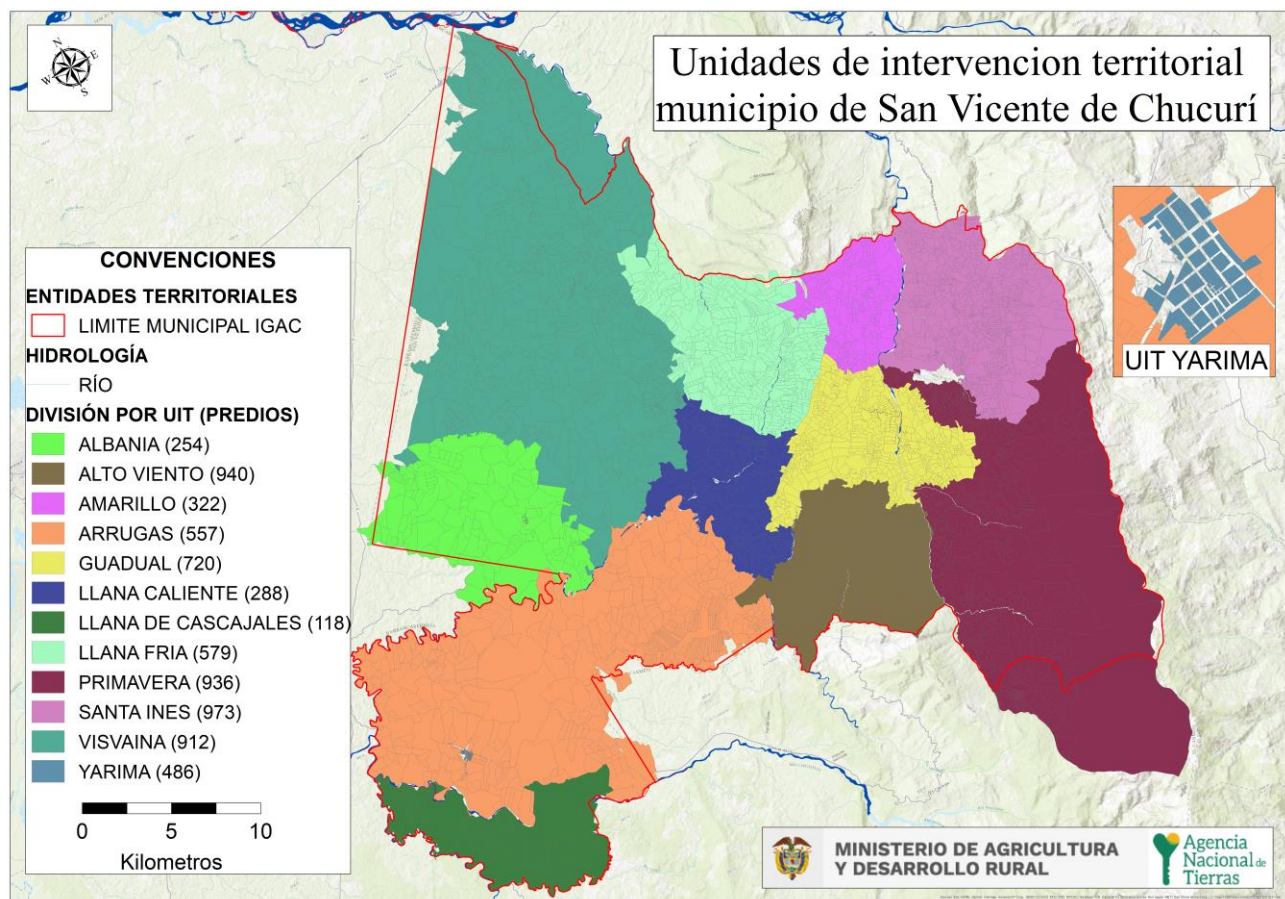 Unidades de intervencion territorial
municipio de San Vicente de Chucurí
N
E
W
S
UIT YARIMA
CONVENCIONES
ENTIDADES TERRITORIALES
LIMITE MUNICIPAL IGAC
HIDROLOGÍA
RÍO
DIVISIÓN POR UIT (PREDIOS)
ALBANIA (254)
ALTO VIENTO (940)
AMARILLO (322)
ARRUGAS (557)
GUADUAL (720)
LLANA CALIENTE (288)
LLANA DE CASCAJALES (118)
LLANA FRIA (579)
PRIMAVERA (936)
SANTA INES (973)
VISVAINA (912)
YARIMA (486)
0 5 10
Kilometros
MINISTERIO DE AGRICULTURA
Y DESARROLLO RURAL
Agencia
Nacional de
Tierras